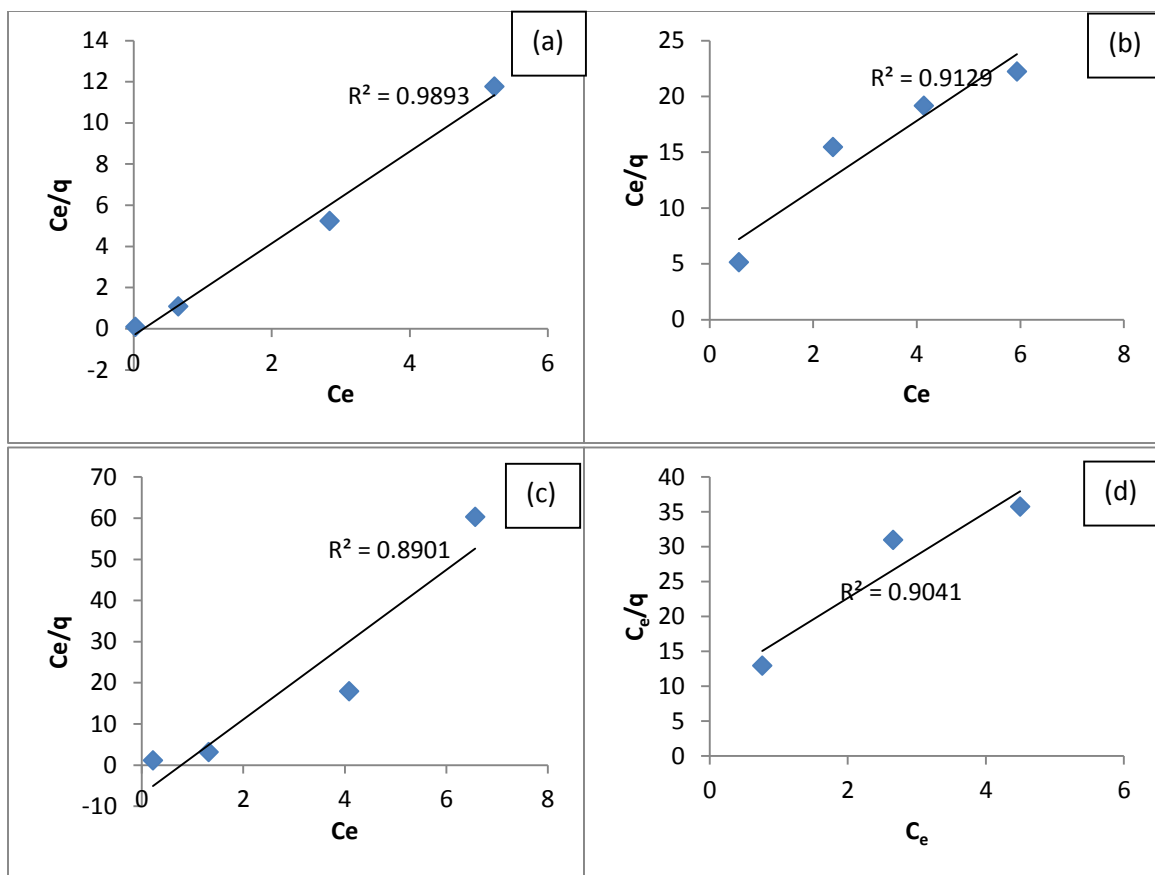 (a)
14
12
10
8
6
4
2
0
-2
Ce/q
R² = 0.9893
0 2 4 6
Ce
(b)
25
20
15
10
5
0
Ce/q
R² = 0.9129
0 2 4 6 8
Ce
(c)
70
60
50
40
30
20
10
0
-10
Ce/q
R² = 0.8901
0 2 4 6 8
Ce
(d)
40
35
30
25
20
15
10
5
0
Cₑ/q
R² = 0.9041
0 2 4 6
Cₑ